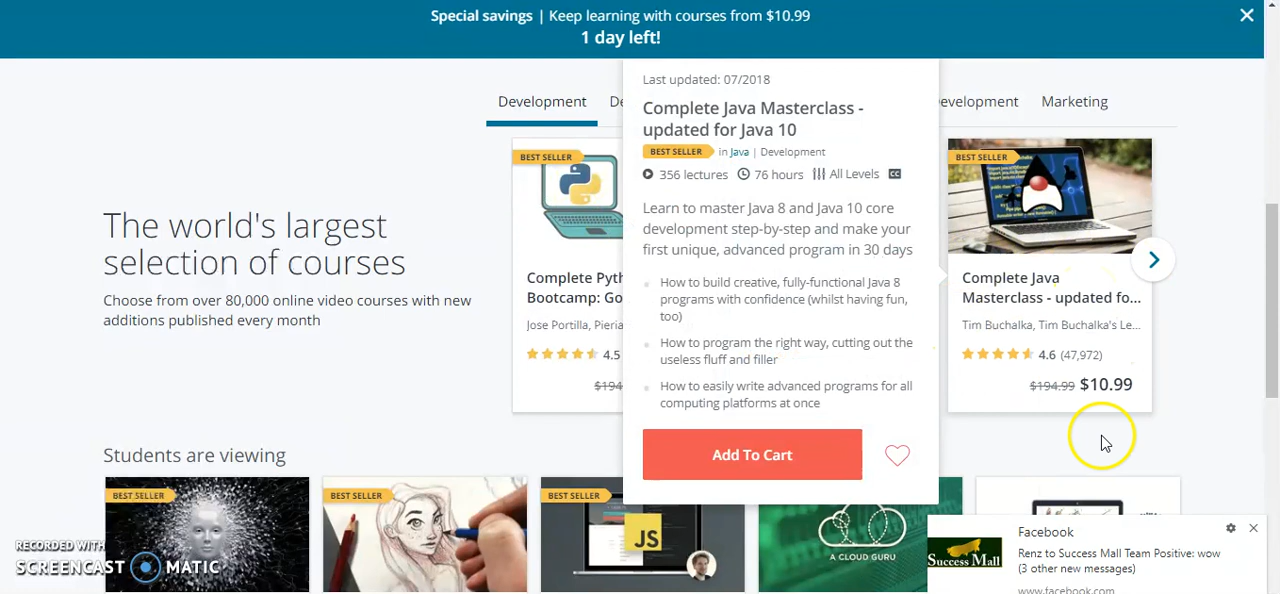 Special savings | Keep learning with courses from $10.99
1 day left!
Development
De
evelopment
Marketing
The world's largest
selection of courses
Choose from over 80,000 online video courses with new
additions published every month
BEST SELLER
Complete Pyth
Bootcamp: Go
Jose Portilla, Pieria
4.5
$194
Last updated: 07/2018
Complete Java Masterclass -
updated for Java 10
BEST SELLER in Java | Development
356 lectures 76 hours All Levels CC
Learn to master Java 8 and Java 10 core
development step-by-step and make your
first unique, advanced program in 30 days
How to build creative, fully-functional Java 8
programs with confidence (whilst having fun,
too)
How to program the right way, cutting out the
useless fluff and filler
How to easily write advanced programs for all
computing platforms at once
Add To Cart
BEST SELLER
Complete Java
Masterclass - updated fo...
Tim Buchalka, Tim Buchalka's Le...
4.6 (47,972)
$194.99 $10.99
Students are viewing
BEST SELLER
BEST SELLER
BEST SELLER
JS
A CLOUD GURU
RECORDED WITH
SCREENCAST MATIC
Success Mall
Facebook
Renz to Success Mall Team Positive: wow
(3 other new messages)
www.facebook.com